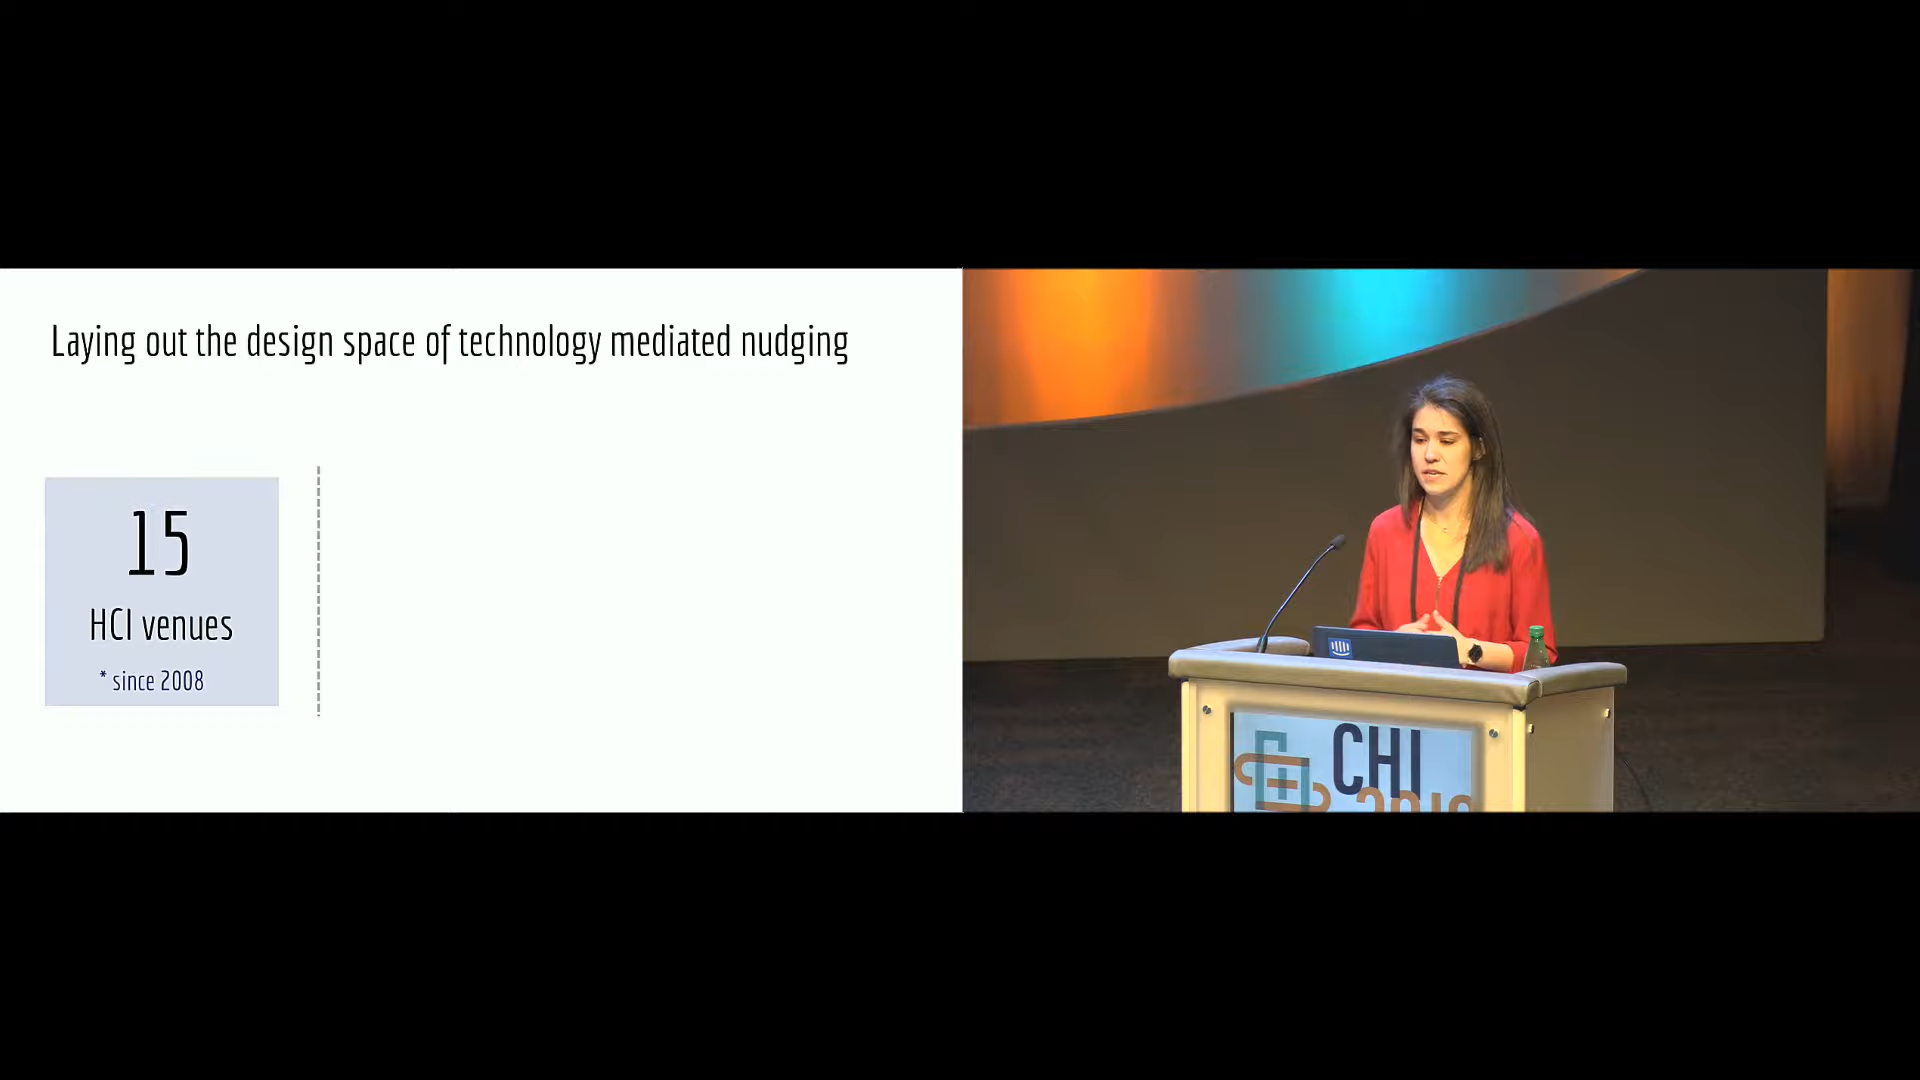 Laying out the design space of technology mediated nudging
15
HCI venues
* since 2008
CHI